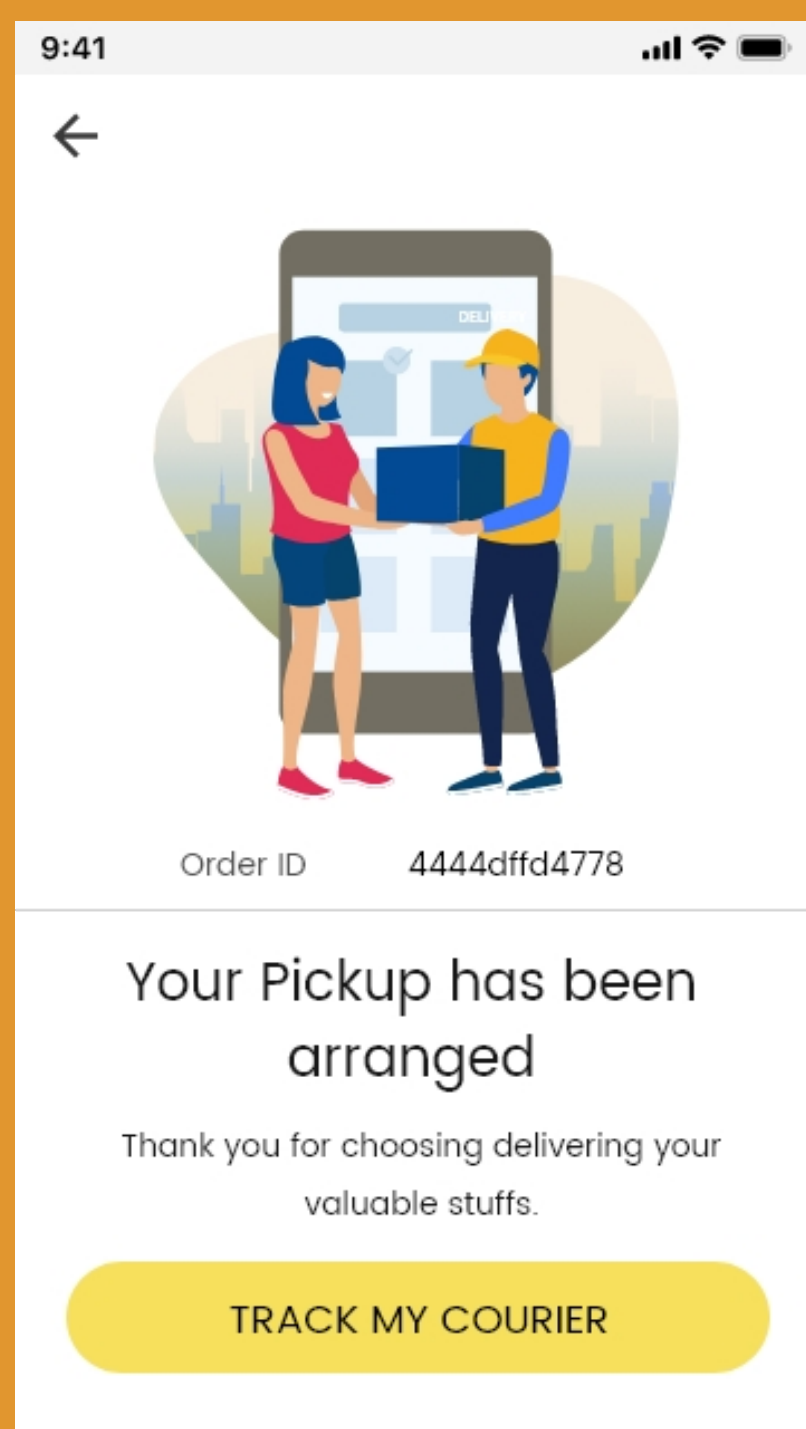 9:41
DELIVERY
Order ID 4444dffd4778
Your Pickup has been
arranged
Thank you for choosing delivering your
valuable stuffs.
TRACK MY COURIER